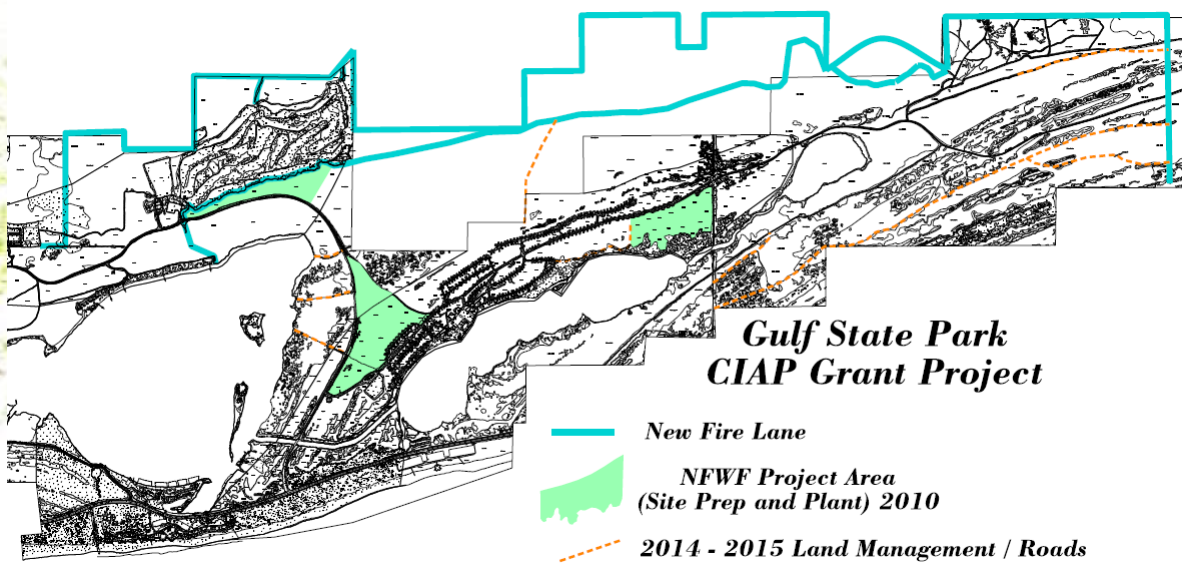 Gulf State Park
CIAP Grant Project
New Fire Lane
NFWF Project Area
(Site Prep and Plant) 2010
2014 - 2015 Land Management / Roads